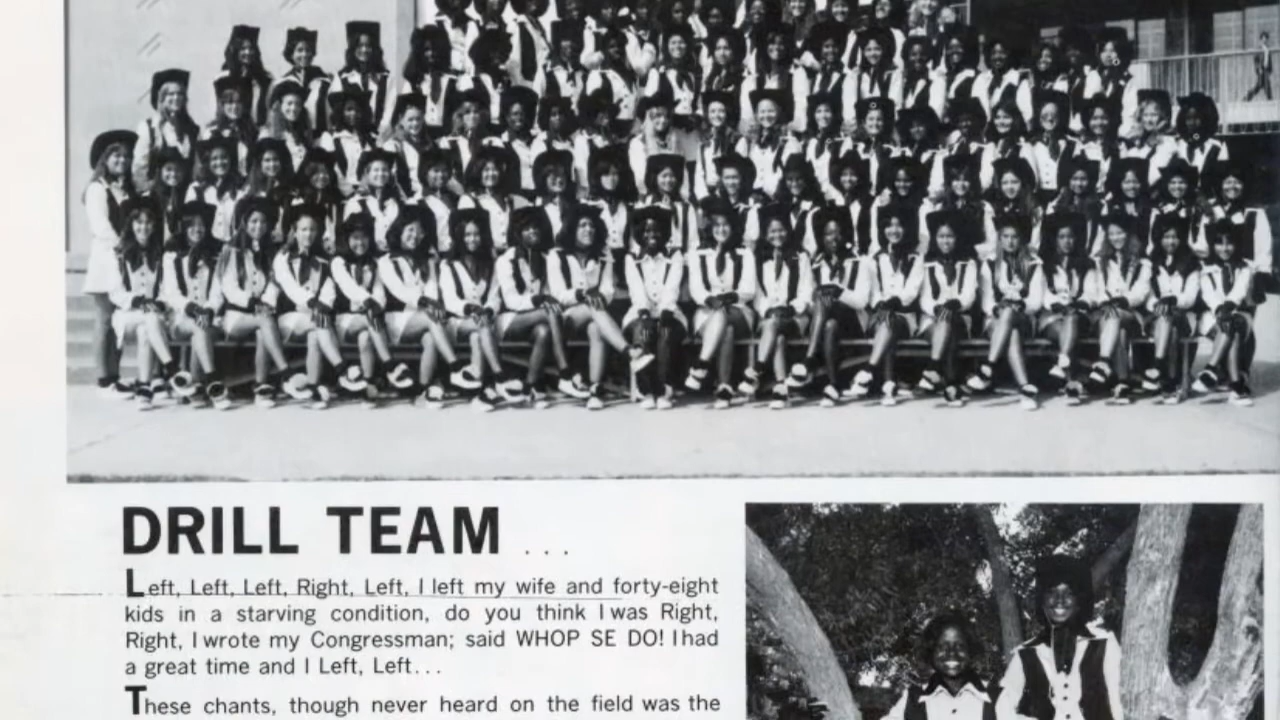 DRILL TEAM ...
Left, Left, Left, Right, Left, I left my wife and forty-eight
kids in a starving condition, do you think I was Right,
Right, I wrote my Congressman; said WHOP SE DO! I had
a great time and I Left, Left...
These chants, though never heard on the field was the